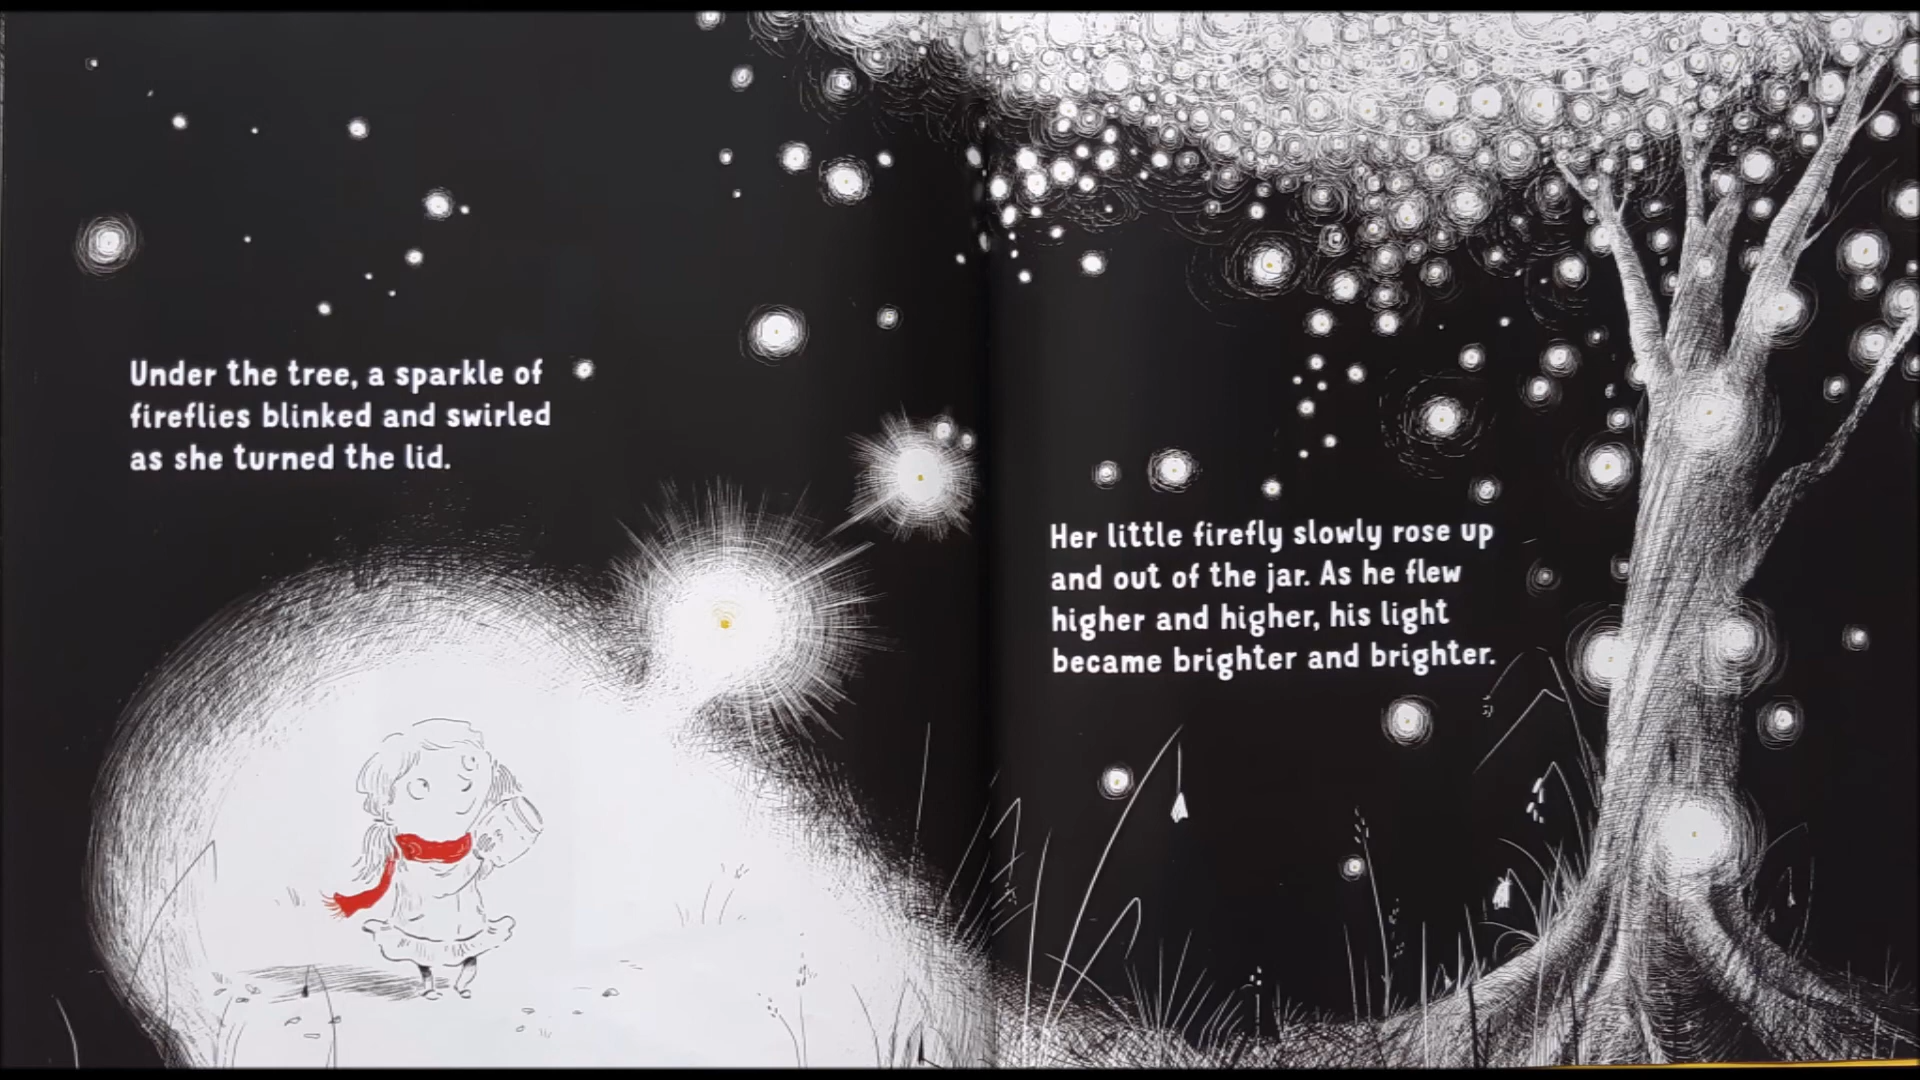 Under the tree, a sparkle of
fireflies blinked and swirled
as she turned the lid.
Her little firefly slowly rose up
and out of the jar. As he flew
higher and higher, his light
became brighter and brighter.